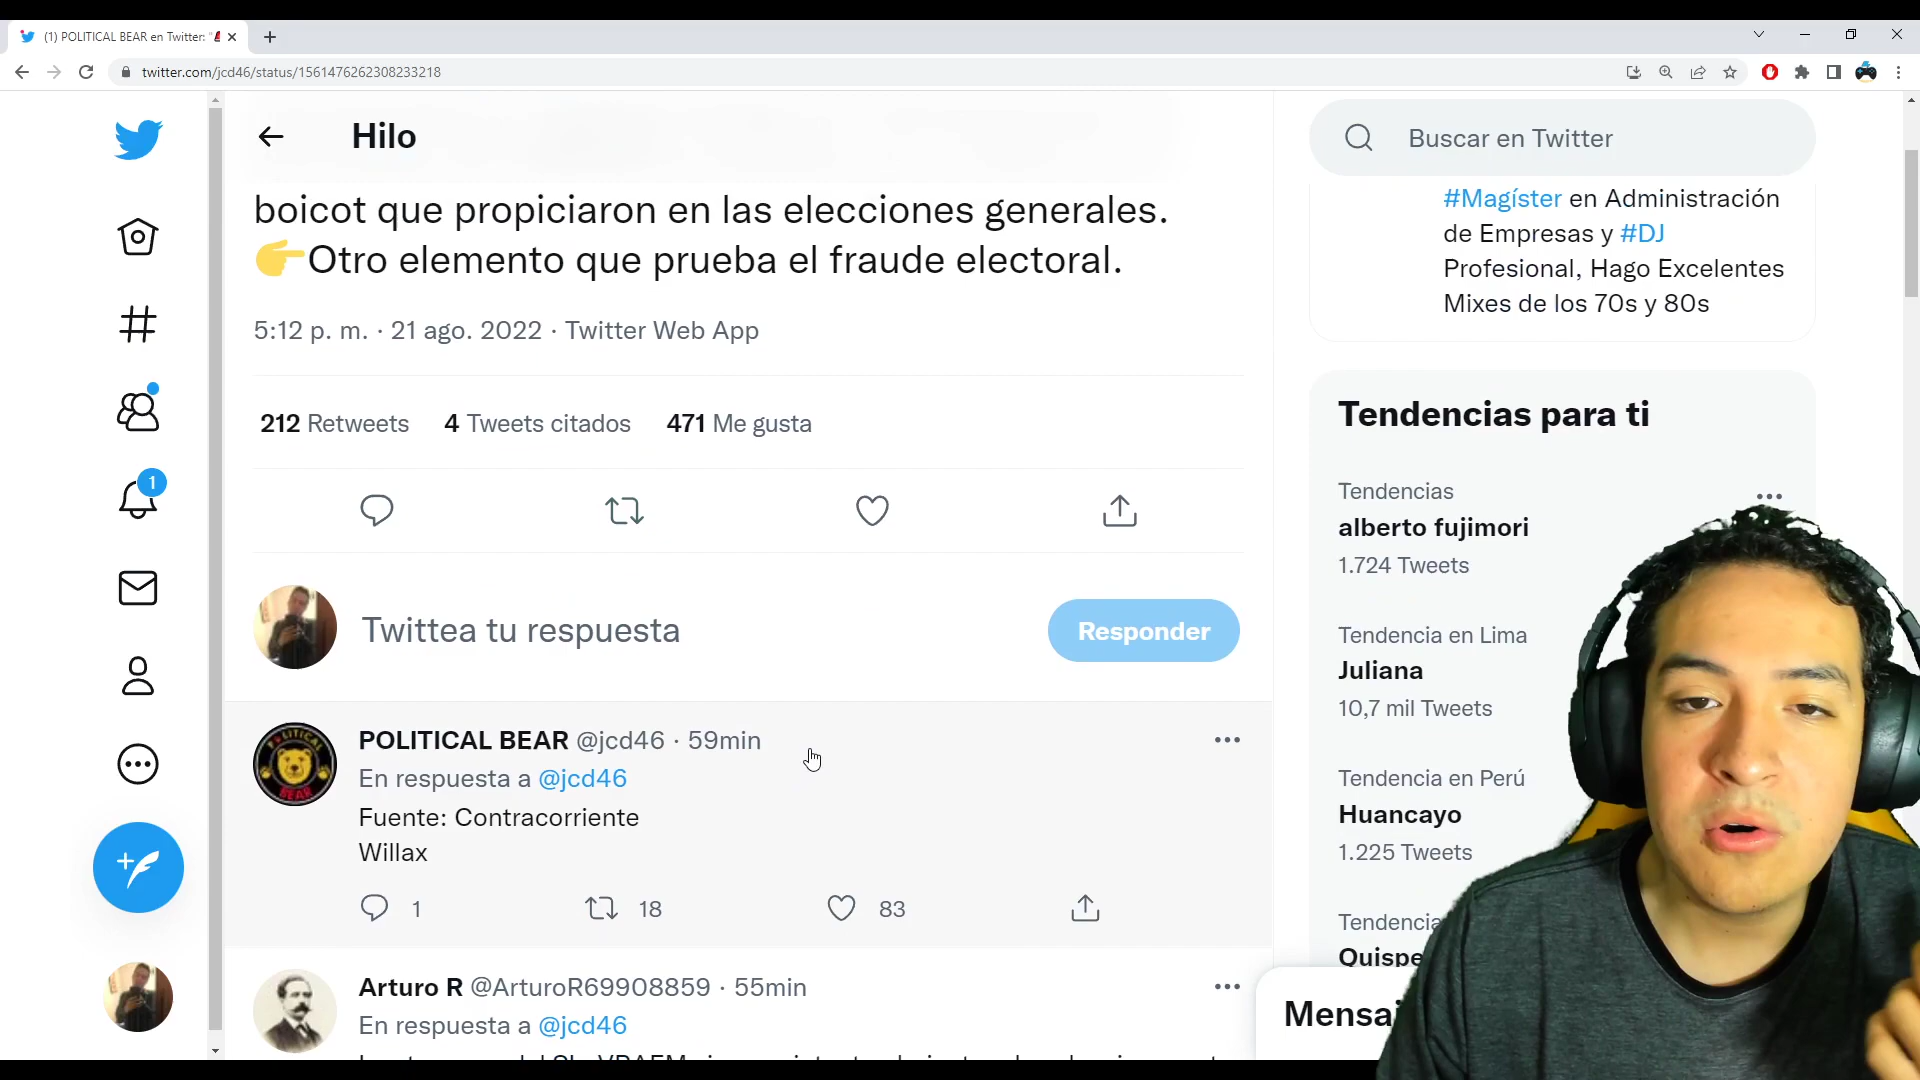 (1) POLITICAL BEAR en Twitter: "
twitter.com/jcd46/status/1561476262308233218
Hilo
boicot que propiciaron en las elecciones generales.
👉Otro elemento que prueba el fraude electoral.
5:12 p. m. · 21 ago. 2022 · Twitter Web App
212 Retweets 4 Tweets citados 471 Me gusta
Twittea tu respuesta
Responder
POLITICAL BEAR @jcd46 · 59min
En respuesta a @jcd46
Fuente: Contracorriente
Willax
1 18 83
Arturo R @ArturoR69908859 · 55min
En respuesta a @jcd46
1
Buscar en Twitter
#Magíster en Administración
de Empresas y #DJ
Profesional, Hago Excelentes
Mixes de los 70s y 80s
Tendencias para ti
Tendencias
alberto fujimori
1.724 Tweets
Tendencia en Lima
Juliana
10,7 mil Tweets
Tendencia en Perú
Huancayo
1.225 Tweets
Tendencia
Quispe
Mensa